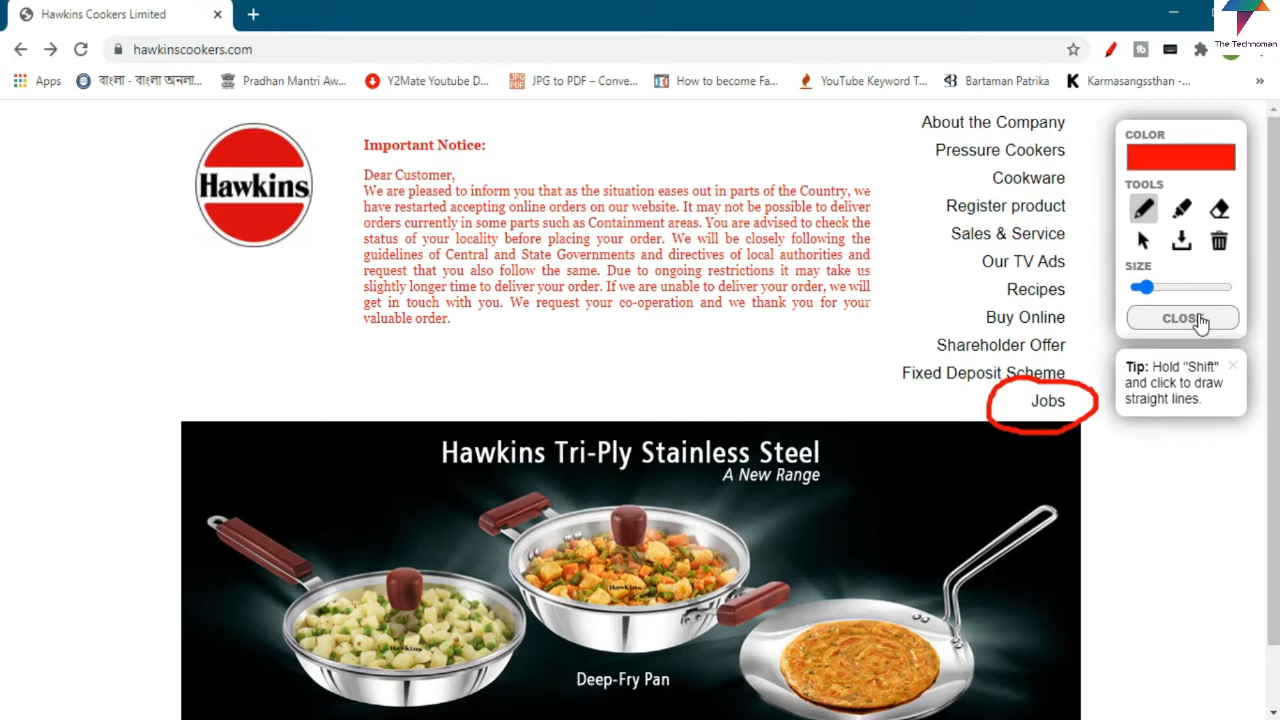 Hawkins Cookers Limited
The Technoman
hawkinscookers.com
Apps
বাংলা - বাংলা অনলা...
Pradhan Mantri Aw...
Y2Mate Youtube D...
JPG to PDF – Conve...
How to become Fa...
YouTube Keyword T...
Bartaman Patrika
Karmasangssthan -...
Hawkins
Important Notice:
Dear Customer,
We are pleased to inform you that as the situation eases out in parts of the Country, we
have restarted accepting online orders on our website. It may not be possible to deliver
orders currently in some parts such as Containment areas. You are advised to check the
status of your locality before placing your order. We will be closely following the
guidelines of Central and State Governments and directives of local authorities and
request that you also follow the same. Due to ongoing restrictions it may take us
slightly longer time to deliver your order. If we are unable to deliver your order, we will
get in touch with you. We request your co-operation and we thank you for your
valuable order.
About the Company
Pressure Cookers
Cookware
Register product
Sales & Service
Our TV Ads
Recipes
Buy Online
Shareholder Offer
Fixed Deposit Scheme
Jobs
COLOR
TOOLS
SIZE
CLOSE
Tip: Hold "Shift"
and click to draw
straight lines.
Hawkins Tri-Ply Stainless Steel
A New Range
Hawkins
Hawkins
Deep-Fry Pan